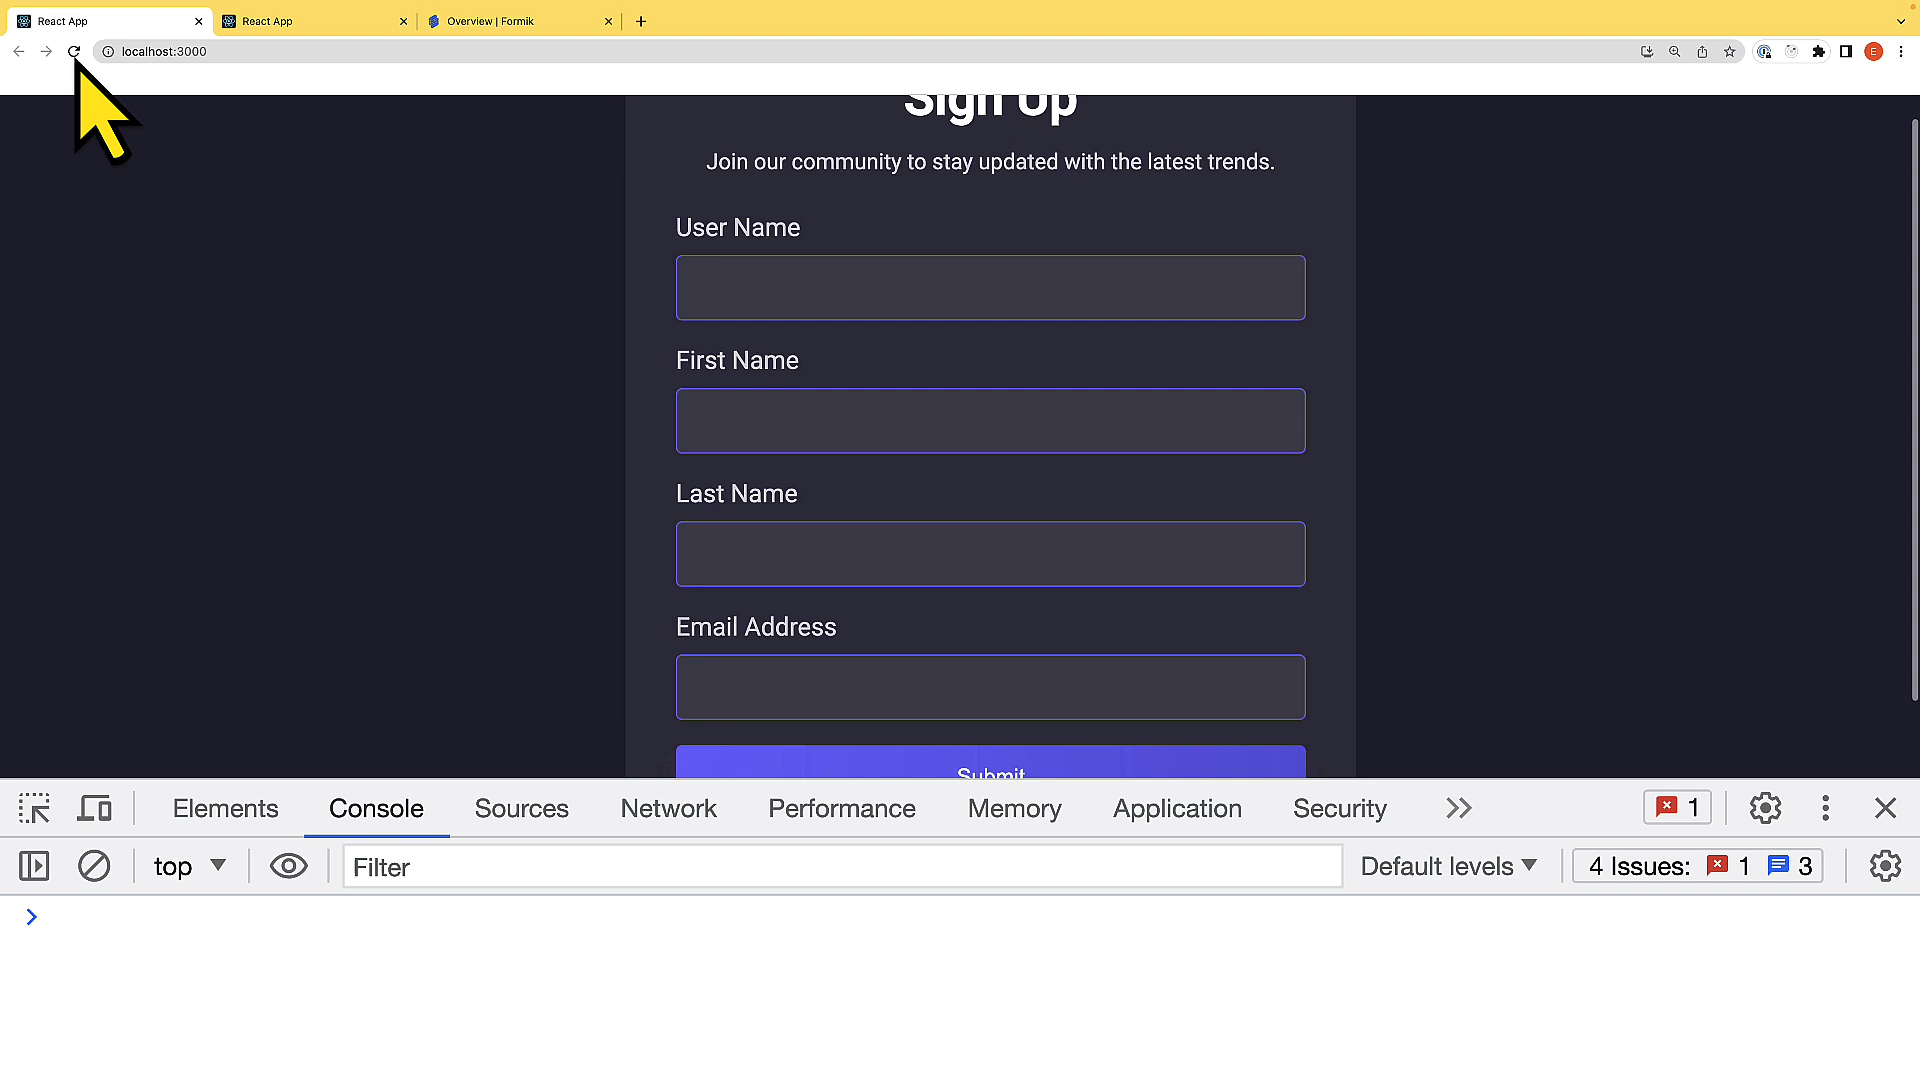 React App
React App
Overview | Formik
localhost:3000
E
Sign Up
Join our community to stay updated with the latest trends.
User Name
First Name
Last Name
Email Address
Submit
Elements Console Sources Network Performance Memory Application Security 1
top Filter Default levels 4 Issues: 1 3